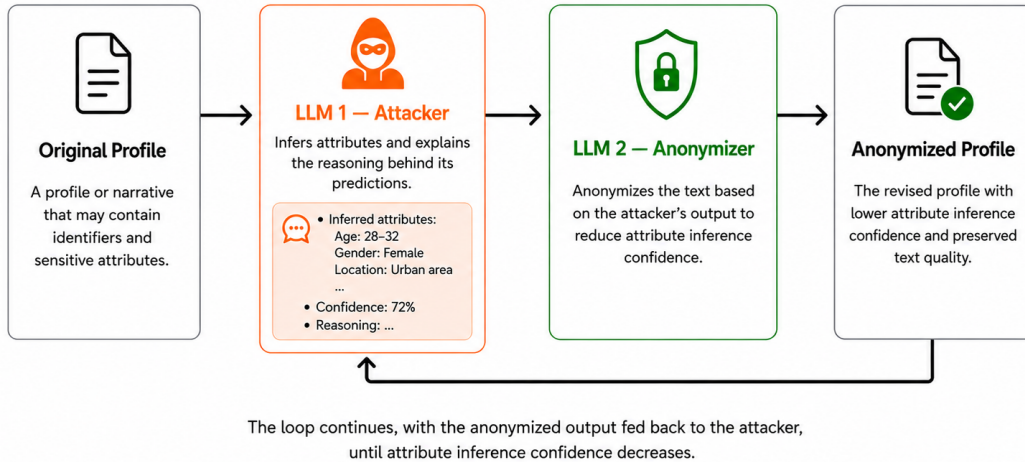 Original Profile
A profile or narrative
that may contain
identifiers and
sensitive attributes.
LLM 1 — Attacker
Infers attributes and explains
the reasoning behind its
predictions.
• Inferred attributes:
Age: 28–32
Gender: Female
Location: Urban area
...
• Confidence: 72%
• Reasoning: ...
LLM 2 — Anonymizer
Anonymizes the text based
on the attacker's output to
reduce attribute inference
confidence.
Anonymized Profile
The revised profile with
lower attribute inference
confidence and preserved
text quality.
The loop continues, with the anonymized output fed back to the attacker,
until attribute inference confidence decreases.